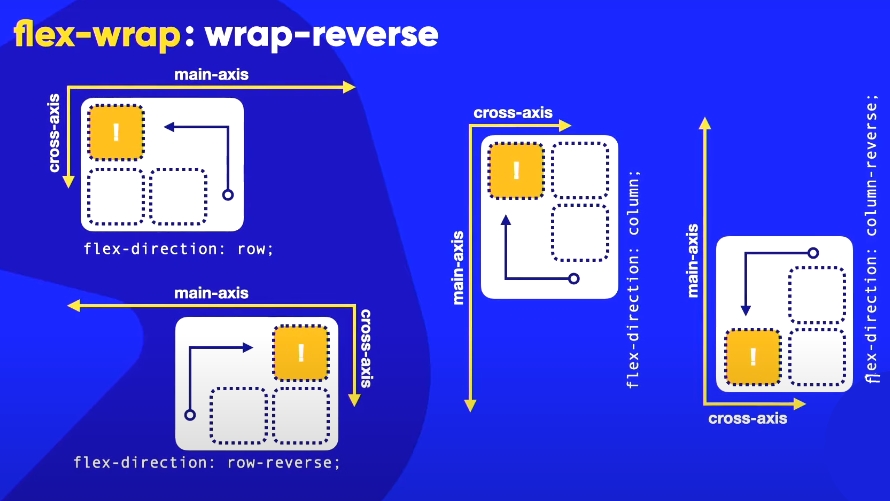 flex-wrap: wrap-reverse
main-axis
cross-axis
!
flex-direction: row;
main-axis
cross-axis
!
flex-direction: row-reverse;
cross-axis
main-axis
!
flex-direction: column;
main-axis
!
cross-axis
flex-direction: column-reverse;